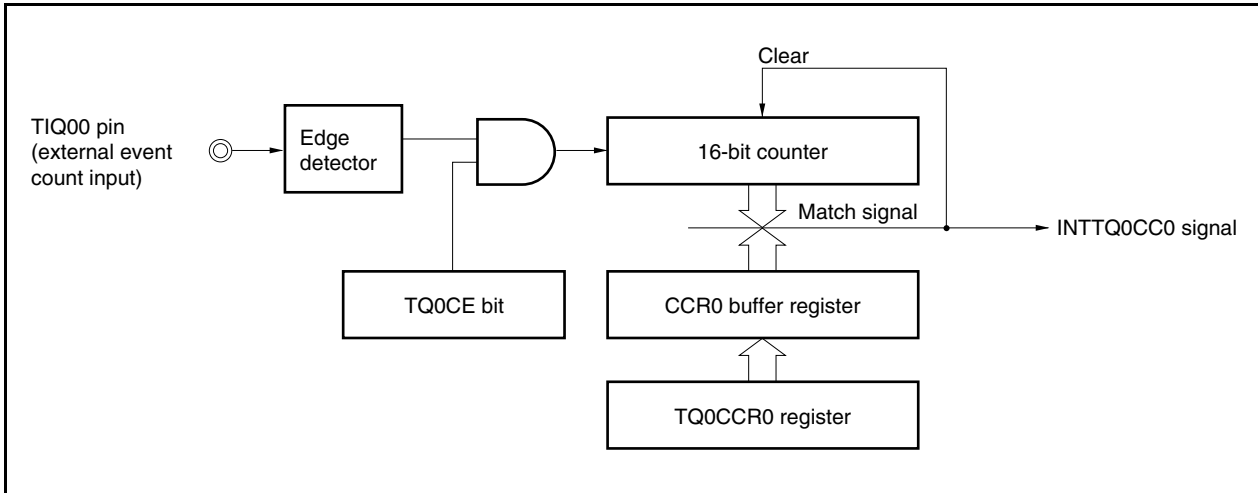 Clear
TIQ00 pin
(external event
count input)
Edge
detector
16-bit counter
Match signal
INTTQ0CC0 signal
TQ0CE bit
CCR0 buffer register
TQ0CCR0 register